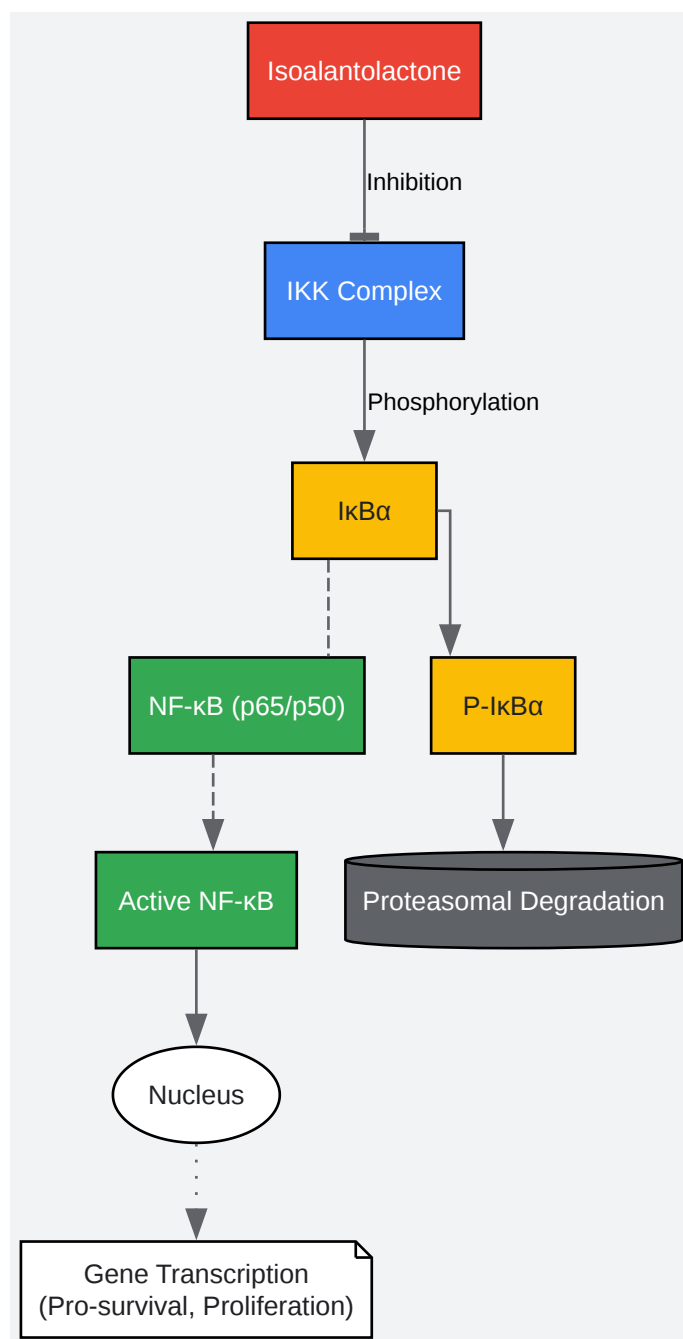 Isoalantolactone
Inhibition
IKK Complex
Phosphorylation
IκBα
NF-κB (p65/p50)
P-IκBα
Active NF-κB
Proteasomal Degradation
Nucleus
Gene Transcription
(Pro-survival, Proliferation)